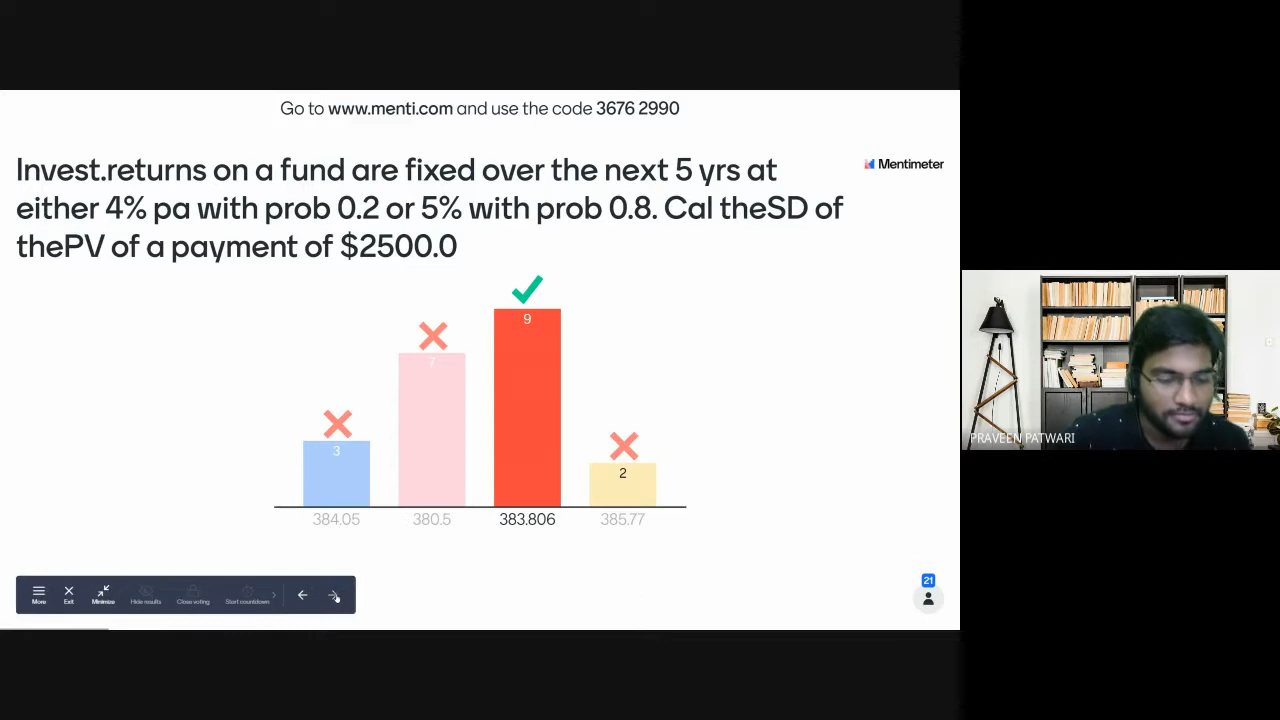 Go to www.menti.com and use the code 3676 2990
Invest.returns on a fund are fixed over the next 5 yrs at
either 4% pa with prob 0.2 or 5% with prob 0.8. Cal theSD of
thePV of a payment of $2500.0
Mentimeter
3
7
9
2
384.05
380.5
383.806
385.77
PRAVEEN PATWARI
More
Exit
Minimize
Hide results
Close voting
Start countdown
21